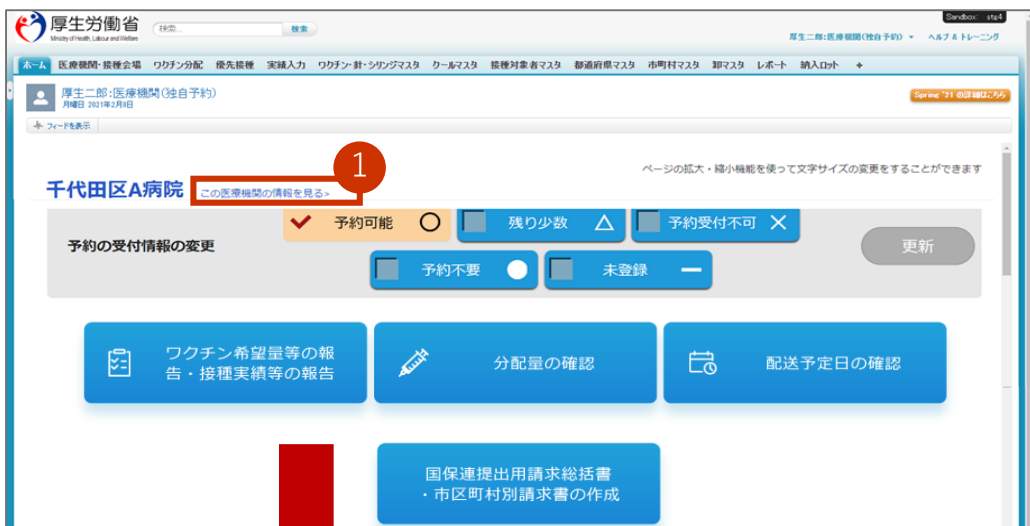 Sandbox: stg4
厚生労働省
Ministry of Health, Labour and Welfare
検索...
検索
厚生二郎:医療機関(独自予約)
ヘルプ & トレーニング
ホーム 医療機関・接種会場 ワクチン分配 優先接種 実績入力 ワクチン・針・シリンジマスタ クールマスタ 接種対象者マスタ 都道府県マスタ 市町村マスタ 卸マスタ レポート 納入ロット +
厚生二郎:医療機関(独自予約)
月曜日 2021年2月8日
Spring '21 の詳細はこちら
フィードを表示
1
ページの拡大・縮小機能を使って文字サイズの変更をすることができます
千代田区A病院 この医療機関の情報を見る>
予約の受付情報の変更
予約可能 ○
残り少数 △
予約受付不可 ×
予約不要 ●
未登録 ー
更新
ワクチン希望量等の報
告・接種実績等の報告
分配量の確認
配送予定日の確認
国保連提出用請求総括書
・市区町村別請求書の作成